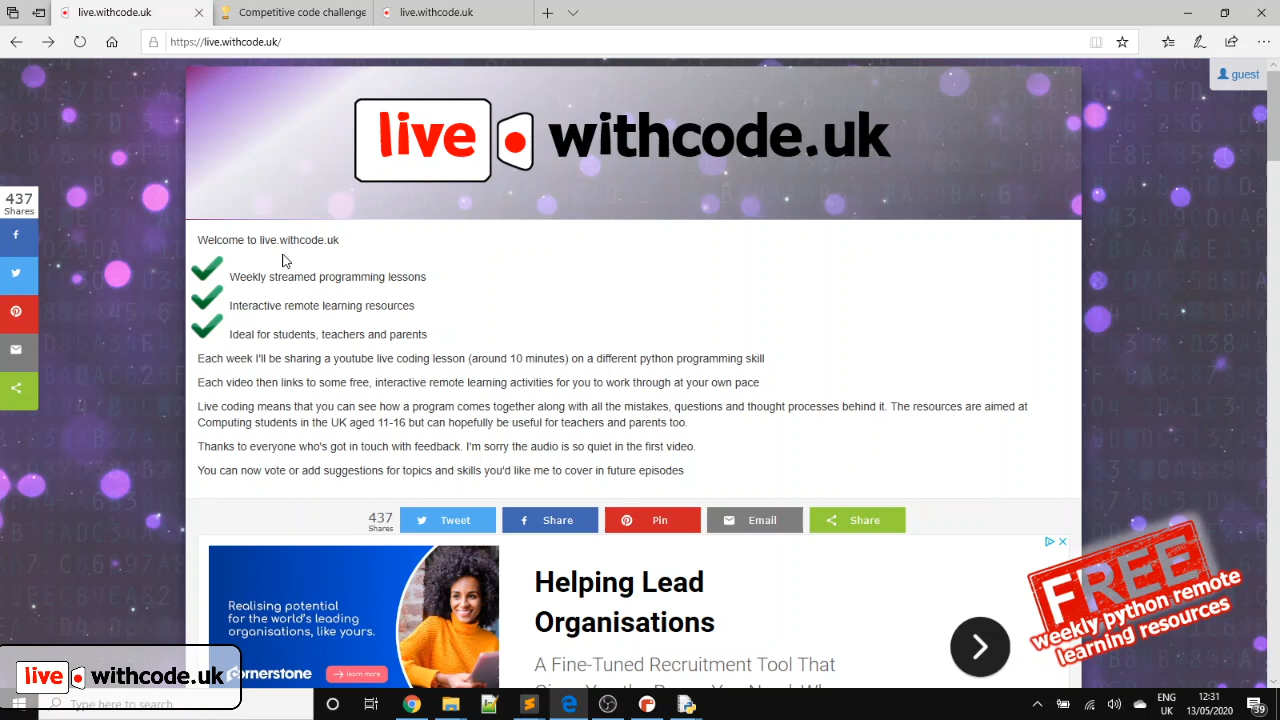 live.withcode.uk
Competitive code challenge
live.withcode.uk
https://live.withcode.uk/
guest
live withcode.uk
437
Shares
Welcome to live.withcode.uk
Weekly streamed programming lessons
Interactive remote learning resources
Ideal for students, teachers and parents
Each week I'll be sharing a youtube live coding lesson (around 10 minutes) on a different python programming skill
Each video then links to some free, interactive remote learning activities for you to work through at your own pace
Live coding means that you can see how a program comes together along with all the mistakes, questions and thought processes behind it. The resources are aimed at
Computing students in the UK aged 11-16 but can hopefully be useful for teachers and parents too.
Thanks to everyone who's got in touch with feedback. I'm sorry the audio is so quiet in the first video.
You can now vote or add suggestions for topics and skills you'd like me to cover in future episodes
437
Shares
Tweet
Share
Pin
Email
Share
Realising potential
for the world's leading
organisations, like yours.
cornerstone
learn more
Helping Lead
Organisations
A Fine-Tuned Recruitment Tool That
FREE
weekly python remote
learning resources
live withcode.uk
Type here to search
ENG
UK
12:31
13/05/2020
39